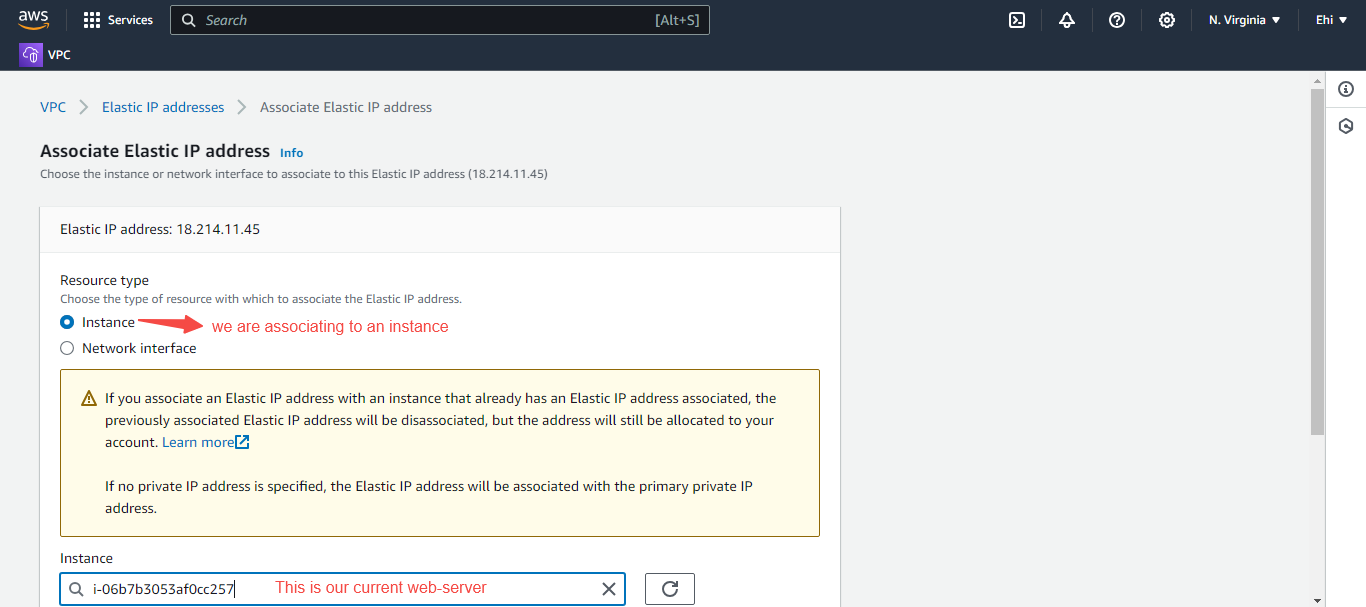 aws
Services
Search
[Alt+S]
N. Virginia
Ehi
VPC
VPC
Elastic IP addresses
Associate Elastic IP address
Associate Elastic IP address Info
Choose the instance or network interface to associate to this Elastic IP address (18.214.11.45)
Elastic IP address: 18.214.11.45
Resource type
Choose the type of resource with which to associate the Elastic IP address.
Instance
we are associating to an instance
Network interface
If you associate an Elastic IP address with an instance that already has an Elastic IP address associated, the
previously associated Elastic IP address will be disassociated, but the address will still be allocated to your
account. Learn more
If no private IP address is specified, the Elastic IP address will be associated with the primary private IP
address.
Instance
i-06b7b3053af0cc257
This is our current web-server